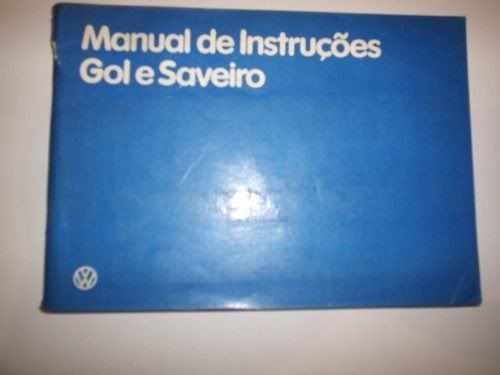 Manual de Instruções
Gol e Saveiro